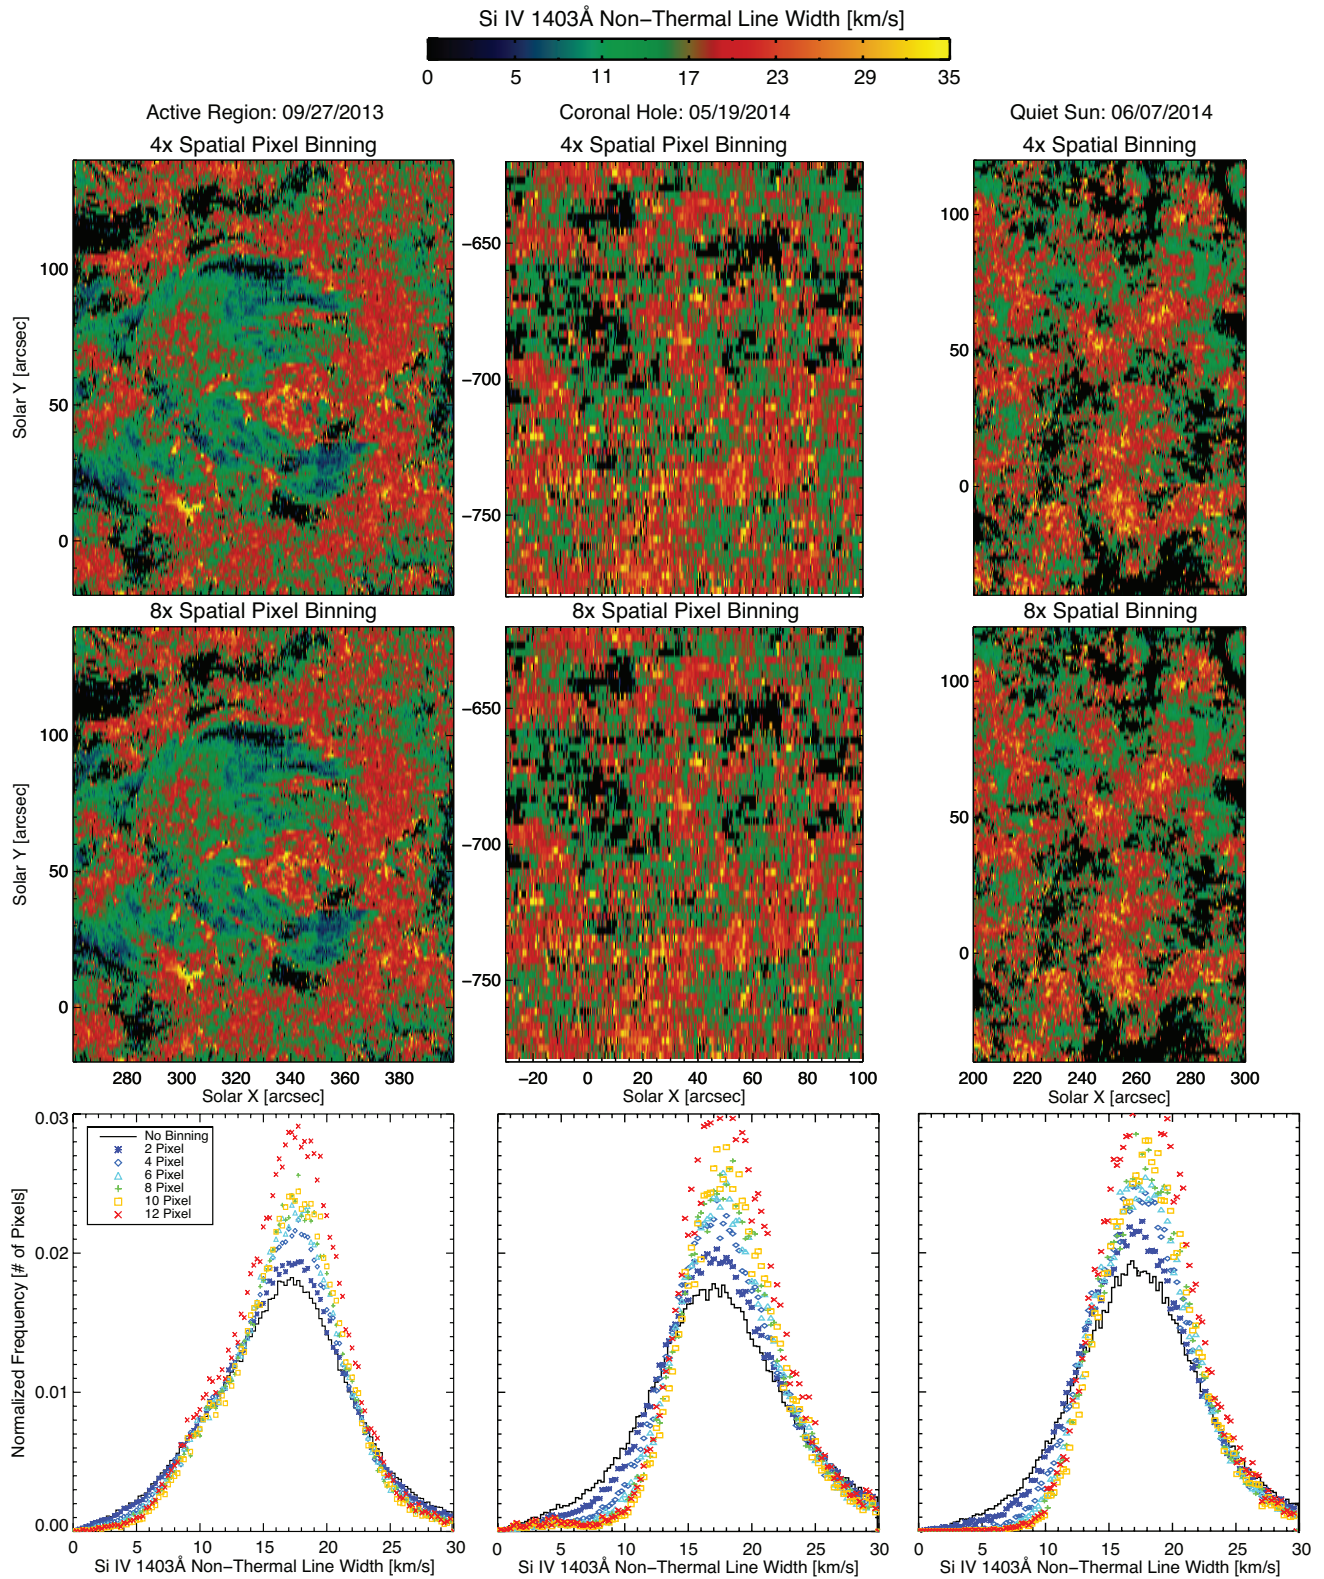 Si IV 1403Å Non−Thermal Line Width [km/s]
0 5 11 17 23 29 35
Active Region: 09/27/2013
Coronal Hole: 05/19/2014
Quiet Sun: 06/07/2014
4x Spatial Pixel Binning
4x Spatial Pixel Binning
4x Spatial Binning
Solar Y [arcsec]
100
50
0
−650
−700
−750
100
50
0
8x Spatial Pixel Binning
8x Spatial Pixel Binning
8x Spatial Binning
Solar Y [arcsec]
100
50
0
−650
−700
−750
100
50
0
280 300 320 340 360 380
−20 0 20 40 60 80 100
200 220 240 260 280 300
Solar X [arcsec]
Solar X [arcsec]
Solar X [arcsec]
Normalized Frequency [# of Pixels]
0.03
0.02
0.01
0.00
No Binning
2 Pixel
4 Pixel
6 Pixel
8 Pixel
10 Pixel
12 Pixel
0 5 10 15 20 25 30
0 5 10 15 20 25 30
0 5 10 15 20 25 30
Si IV 1403Å Non−Thermal Line Width [km/s]
Si IV 1403Å Non−Thermal Line Width [km/s]
Si IV 1403Å Non−Thermal Line Width [km/s]